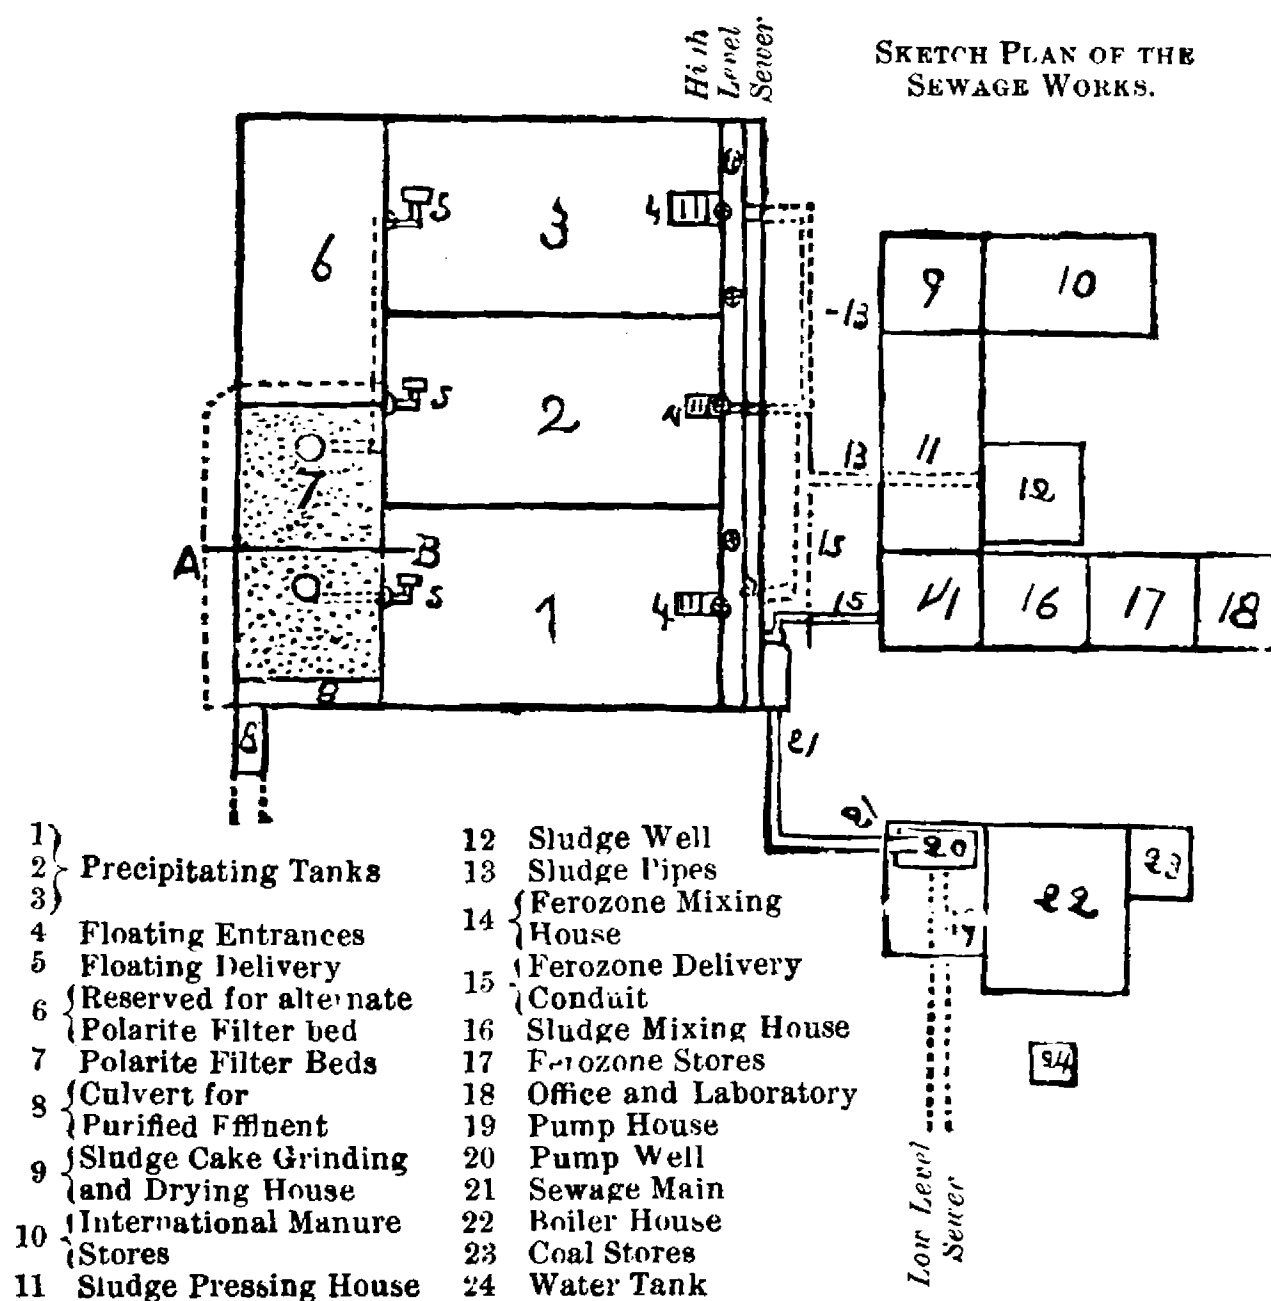 High
Level
Sewer
SKETCH PLAN OF THE
SEWAGE WORKS.
3
4
5
6
9
10
13
2
4
5
13
11
12
7
A
B
15
1
4
5
15
14
16
17
18
8
8
21
21
20
22
23
19
24
Low Level
Sewer
1
2 Precipitating Tanks
3
4 Floating Entrances
5 Floating Delivery
6 Reserved for alternate
Polarite Filter bed
7 Polarite Filter Beds
8 Culvert for
Purified Effluent
9 Sludge Cake Grinding
and Drying House
10 International Manure
Stores
11 Sludge Pressing House
12 Sludge Well
13 Sludge Pipes
14 Ferozone Mixing
House
15 Ferozone Delivery
Conduit
16 Sludge Mixing House
17 Ferozone Stores
18 Office and Laboratory
19 Pump House
20 Pump Well
21 Sewage Main
22 Boiler House
23 Coal Stores
24 Water Tank